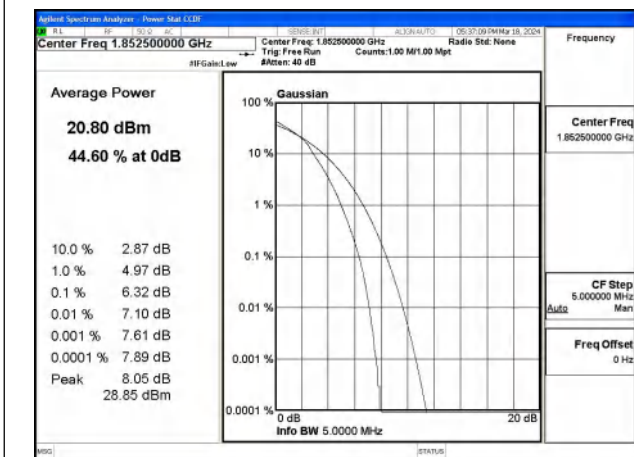 Agilent Spectrum Analyzer - Power Stat CCDF
RL RF 50 Ω AC SENSE:INT ALIGN AUTO 05:37:09 PM Mar 18, 2024
Center Freq 1.852500000 GHz
Center Freq: 1.852500000 GHz Radio Std: None
Trig: Free Run Counts:1.00 M/1.00 Mpt
#IFGain:Low #Atten: 40 dB
Frequency
Average Power
20.80 dBm
44.60 % at 0dB
10.0 % 2.87 dB
1.0 % 4.97 dB
0.1 % 6.32 dB
0.01 % 7.10 dB
0.001 % 7.61 dB
0.0001 % 7.89 dB
Peak 8.05 dB
28.85 dBm
Gaussian
100 %
10 %
1 %
0.1 %
0.01 %
0.001 %
0.0001 %
0 dB 20 dB
Info BW 5.0000 MHz
Center Freq
1.852500000 GHz
CF Step
5.000000 MHz
Auto Man
Freq Offset
0 Hz
MSG STATUS